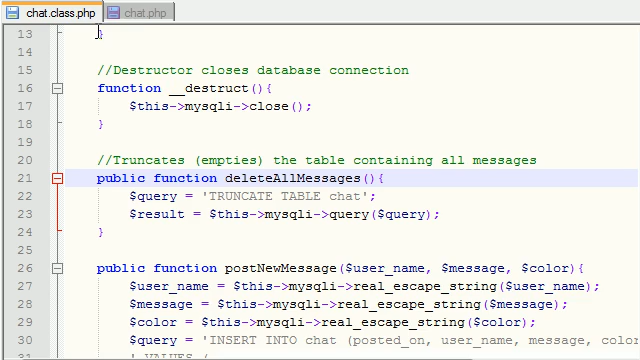 chat.class.php chat.php
13 }
14
15 //Destructor closes database connection
16 function __destruct(){
17 $this->mysqli->close();
18 }
19
20 //Truncates (empties) the table containing all messages
21 public function deleteAllMessages(){
22 $query = 'TRUNCATE TABLE chat';
23 $result = $this->mysqli->query($query);
24 }
25
26 public function postNewMessage($user_name, $message, $color){
27 $user_name = $this->mysqli->real_escape_string($user_name);
28 $message = $this->mysqli->real_escape_string($message);
29 $color = $this->mysqli->real_escape_string($color);
30 $query = 'INSERT INTO chat (posted_on, user_name, message, colo
31 ' VALUES (